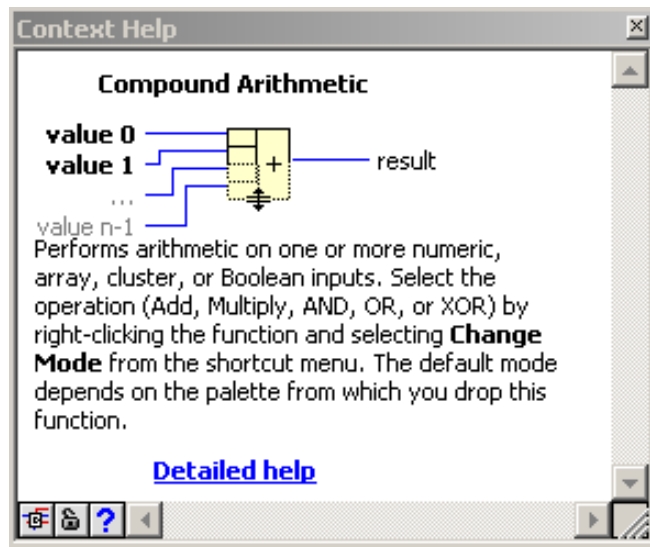 Context Help
Compound Arithmetic
value 0
value 1
...
value n-1
+
result
Performs arithmetic on one or more numeric,
array, cluster, or Boolean inputs. Select the
operation (Add, Multiply, AND, OR, or XOR) by
right-clicking the function and selecting Change
Mode from the shortcut menu. The default mode
depends on the palette from which you drop this
function.
Detailed help
?